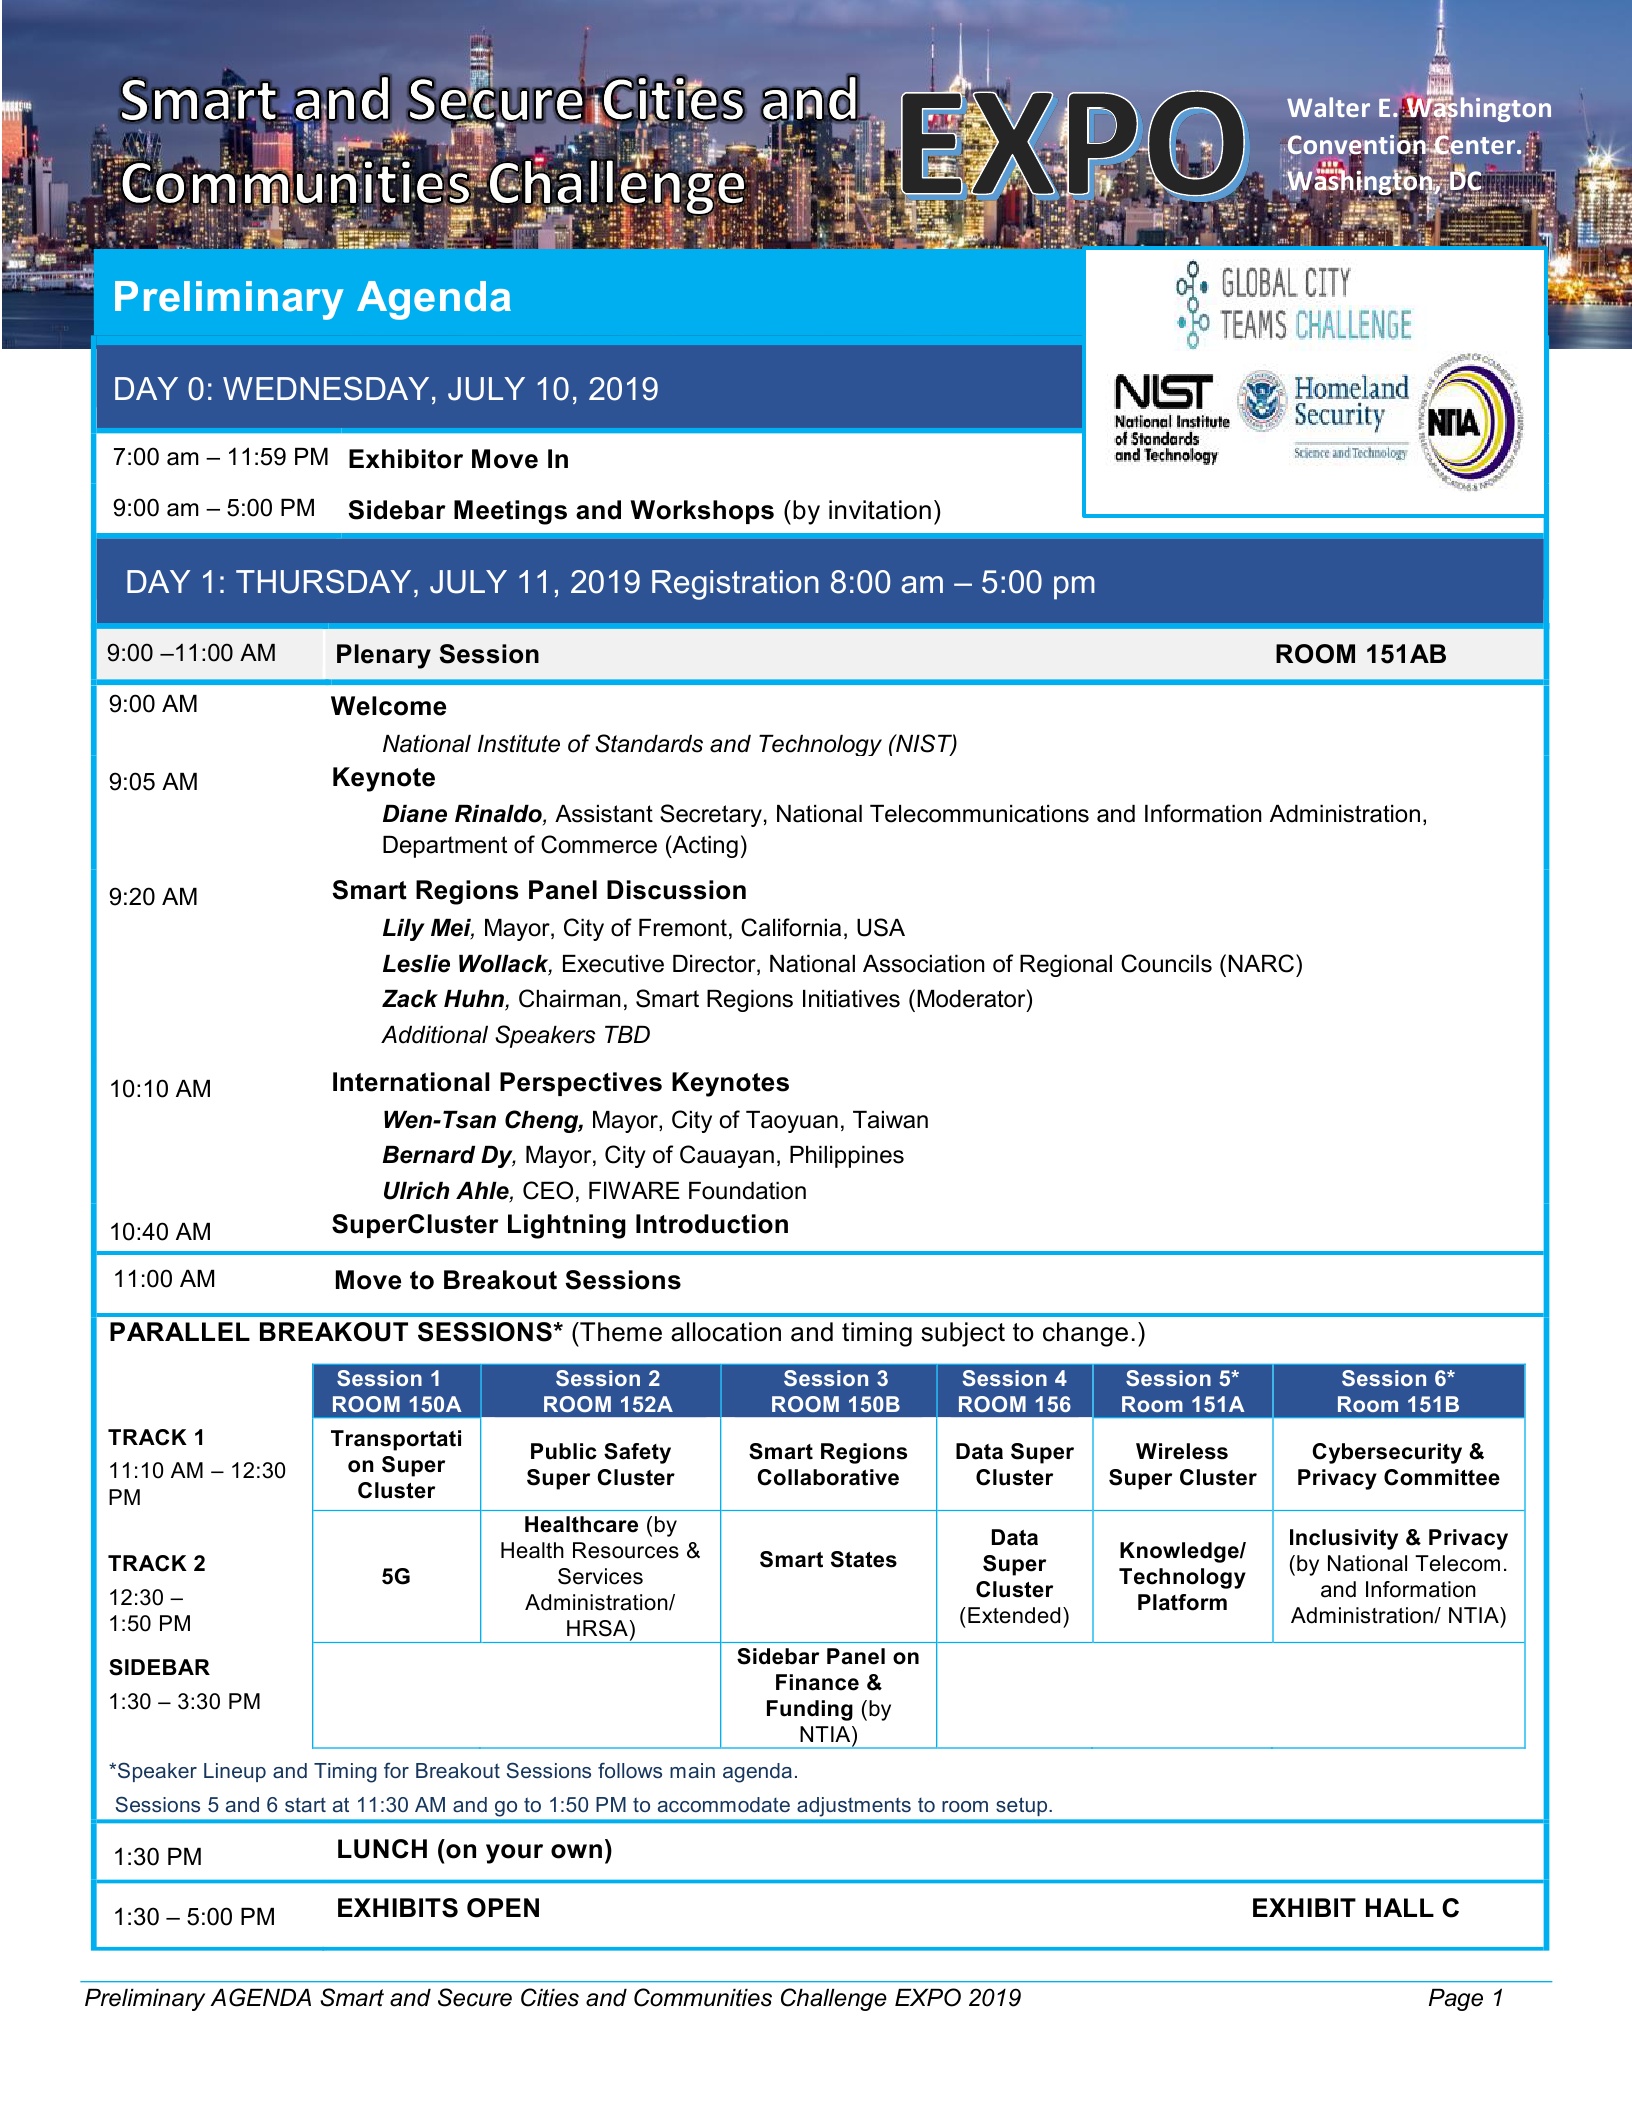 Smart and Secure Cities and
Communities Challenge
EXPO
Walter E. Washington
Convention Center.
Washington, DC
Preliminary Agenda
GLOBAL CITY
TEAMS CHALLENGE
NIST
National Institute
of Standards
and Technology
Homeland
Security
Science and Technology
NTIA
DAY 0: WEDNESDAY, JULY 10, 2019
7:00 am – 11:59 PM Exhibitor Move In
9:00 am – 5:00 PM Sidebar Meetings and Workshops (by invitation)
DAY 1: THURSDAY, JULY 11, 2019 Registration 8:00 am – 5:00 pm
9:00 –11:00 AM Plenary Session ROOM 151AB
9:00 AM Welcome
National Institute of Standards and Technology (NIST)
9:05 AM Keynote
Diane Rinaldo, Assistant Secretary, National Telecommunications and Information Administration,
Department of Commerce (Acting)
9:20 AM Smart Regions Panel Discussion
Lily Mei, Mayor, City of Fremont, California, USA
Leslie Wollack, Executive Director, National Association of Regional Councils (NARC)
Zack Huhn, Chairman, Smart Regions Initiatives (Moderator)
Additional Speakers TBD
10:10 AM International Perspectives Keynotes
Wen-Tsan Cheng, Mayor, City of Taoyuan, Taiwan
Bernard Dy, Mayor, City of Cauayan, Philippines
Ulrich Ahle, CEO, FIWARE Foundation
10:40 AM SuperCluster Lightning Introduction
11:00 AM Move to Breakout Sessions
PARALLEL BREAKOUT SESSIONS* (Theme allocation and timing subject to change.)
Session 1
ROOM 150A
Session 2
ROOM 152A
Session 3
ROOM 150B
Session 4
ROOM 156
Session 5*
Room 151A
Session 6*
Room 151B
TRACK 1
11:10 AM – 12:30
PM
Transportati
on Super
Cluster
Public Safety
Super Cluster
Smart Regions
Collaborative
Data Super
Cluster
Wireless
Super Cluster
Cybersecurity &
Privacy Committee
TRACK 2
12:30 –
1:50 PM
5G
Healthcare (by
Health Resources &
Services
Administration/
HRSA)
Smart States
Data
Super
Cluster
(Extended)
Knowledge/
Technology
Platform
Inclusivity & Privacy
(by National Telecom.
and Information
Administration/ NTIA)
SIDEBAR
1:30 – 3:30 PM
Sidebar Panel on
Finance &
Funding (by
NTIA)
*Speaker Lineup and Timing for Breakout Sessions follows main agenda.
Sessions 5 and 6 start at 11:30 AM and go to 1:50 PM to accommodate adjustments to room setup.
1:30 PM LUNCH (on your own)
1:30 – 5:00 PM EXHIBITS OPEN EXHIBIT HALL C
Preliminary AGENDA Smart and Secure Cities and Communities Challenge EXPO 2019 Page 1